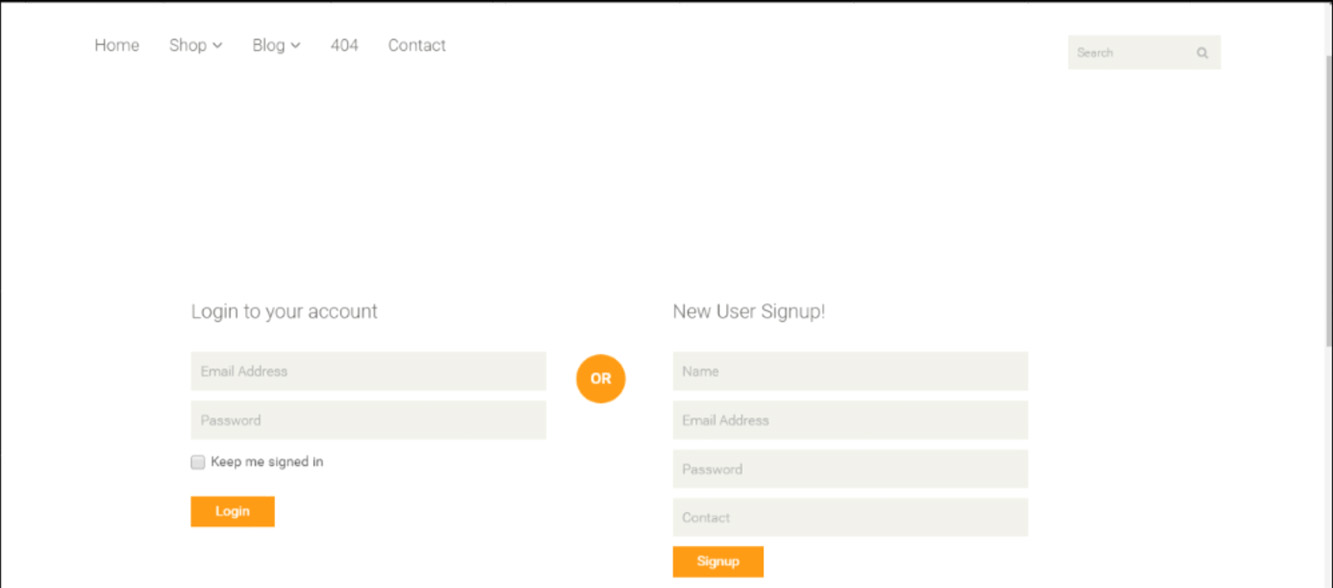 Home Shop Blog 404 Contact
Search
Login to your account
Email Address
Password
Keep me signed in
Login
OR
New User Signup!
Name
Email Address
Password
Contact
Signup